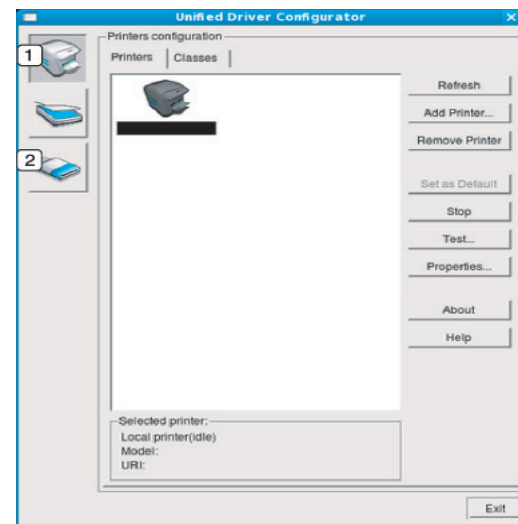 Unified Driver Configurator
1
2
Printers configuration
Printers
Classes
Refresh
Add Printer...
Remove Printer
Set as Default
Stop
Test...
Properties...
About
Help
Selected printer:
Local printer(idle)
Model:
URI:
Exit